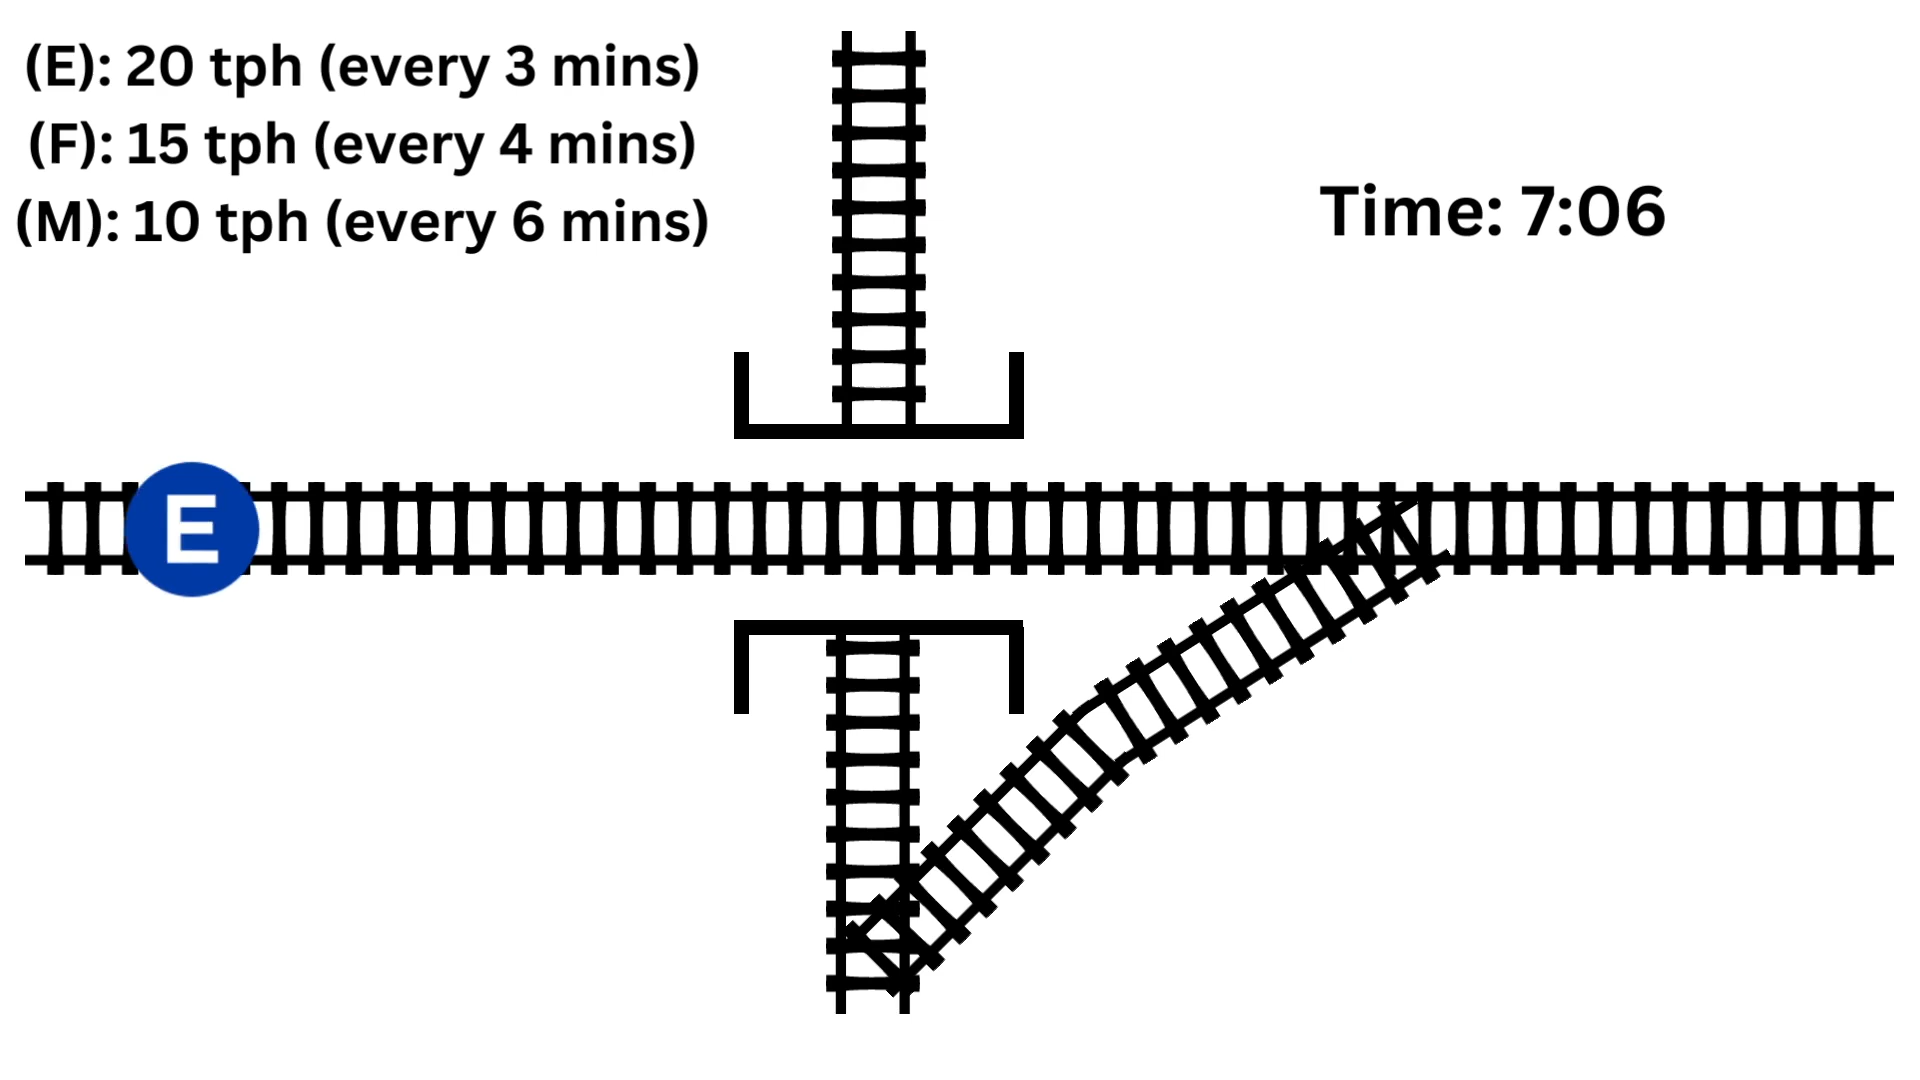 (E): 20 tph (every 3 mins)
(F): 15 tph (every 4 mins)
(M): 10 tph (every 6 mins)
Time: 7:06
E